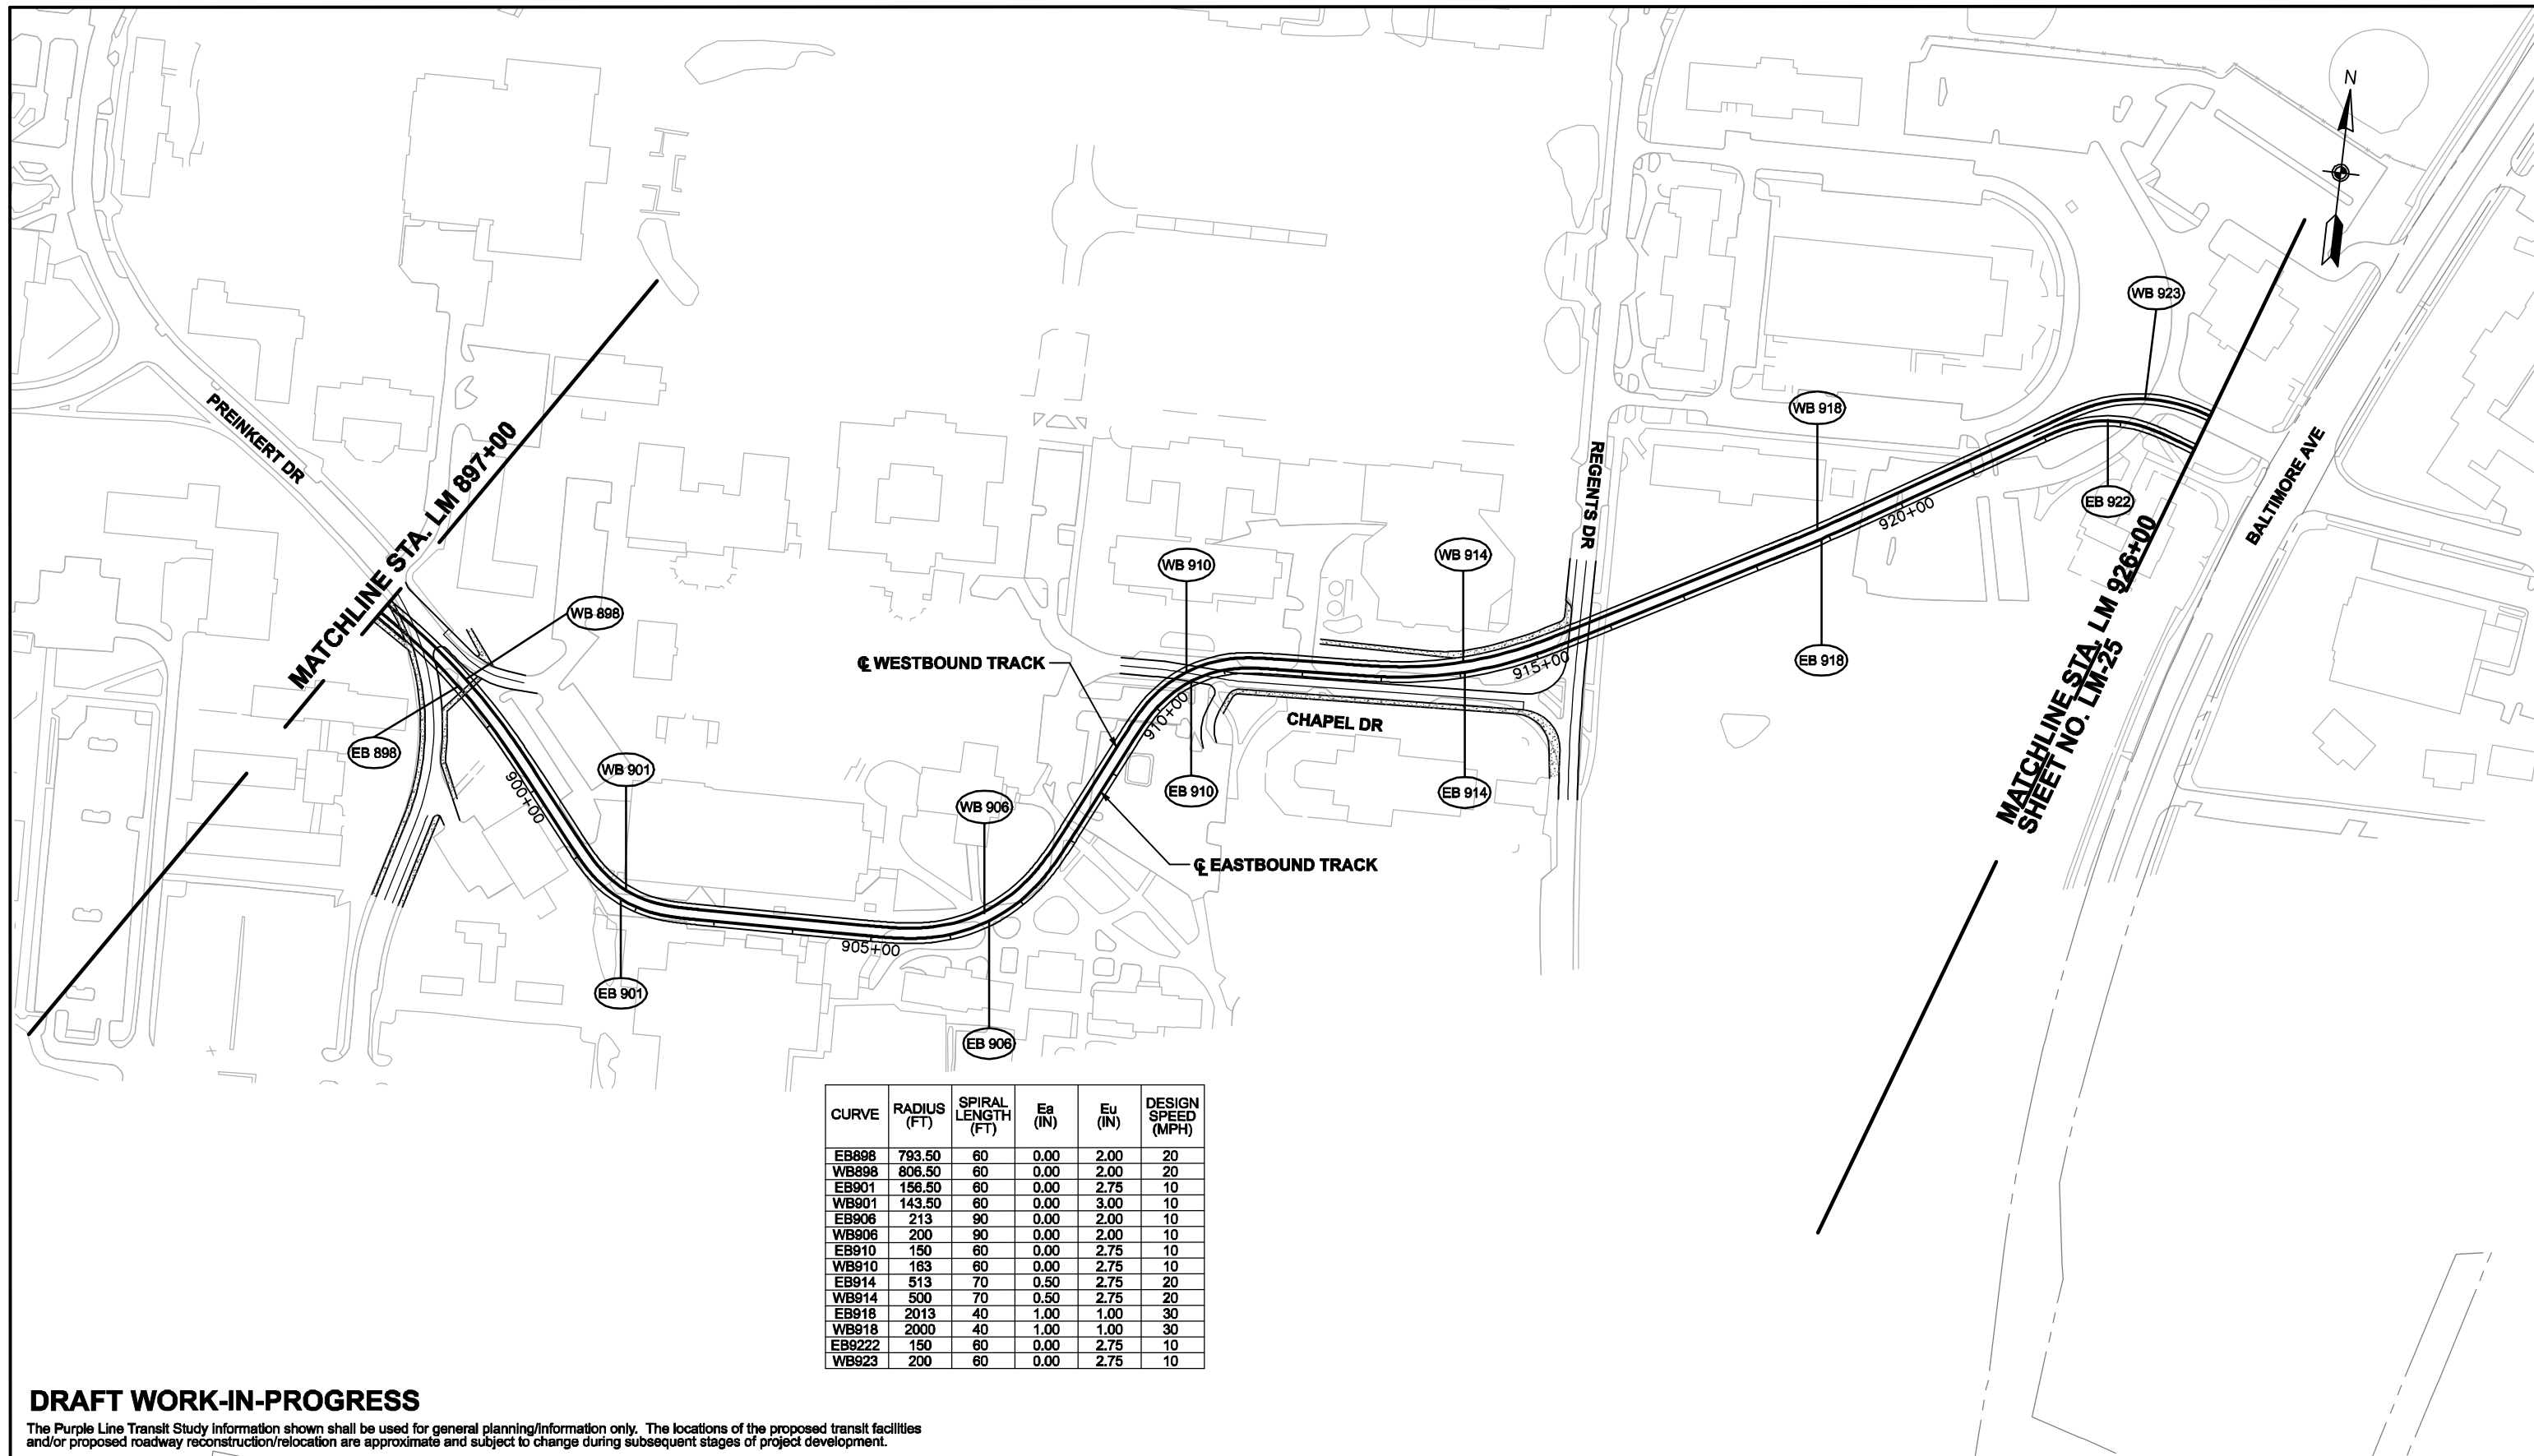 N
WB 923
PREINKERT DR
MATCHLINE STA. LM 897+00
WB 918
REGENTS DR
BALTIMORE AVE
EB 922
920+00
WB 910
WB 914
WB 898
℄ WESTBOUND TRACK
915+00
EB 918
MATCHLINE STA. LM 926+00
SHEET NO. LM-25
910+00
CHAPEL DR
EB 898
WB 901
900+00
EB 910
EB 914
WB 906
℄ EASTBOUND TRACK
905+00
EB 901
EB 906
CURVE RADIUS (FT) SPIRAL LENGTH (FT) Ea (IN) Eu (IN) DESIGN SPEED (MPH)
EB898 793.50 60 0.00 2.00 20
WB898 806.50 60 0.00 2.00 20
EB901 156.50 60 0.00 2.75 10
WB901 143.50 60 0.00 3.00 10
EB906 213 90 0.00 2.00 10
WB906 200 90 0.00 2.00 10
EB910 150 60 0.00 2.75 10
WB910 163 60 0.00 2.75 10
EB914 513 70 0.50 2.75 20
WB914 500 70 0.50 2.75 20
EB918 2013 40 1.00 1.00 30
WB918 2000 40 1.00 1.00 30
EB9222 150 60 0.00 2.75 10
WB923 200 60 0.00 2.75 10
DRAFT WORK-IN-PROGRESS
The Purple Line Transit Study information shown shall be used for general planning/information only. The locations of the proposed transit facilities
and/or proposed roadway reconstruction/relocation are approximate and subject to change during subsequent stages of project development.